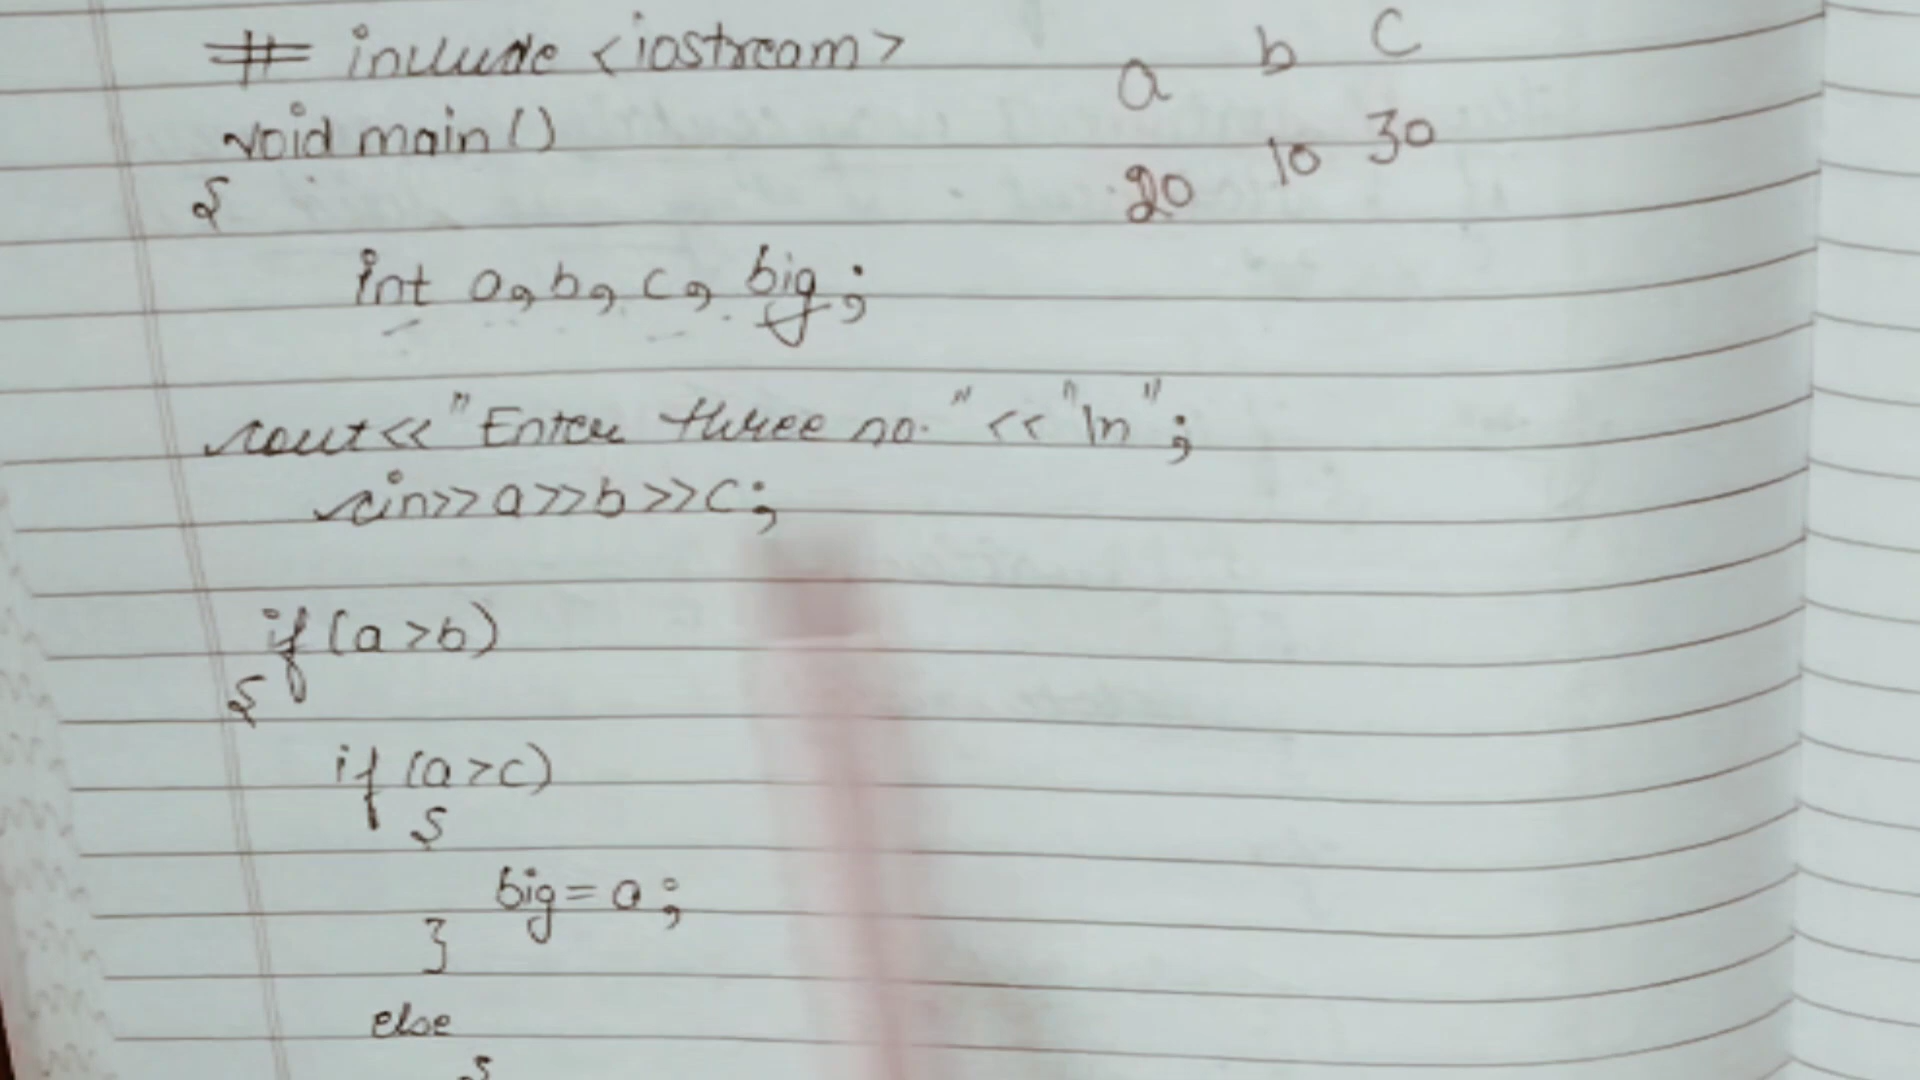 # include <iostream>
a b c
void main ()
20 10 30
{
int a, b, c, big;
cout<< "Enter three no." << "\n";
cin>>a>>b>>c;
if (a>b)
{
if (a>c)
{
big = a;
}
else
{